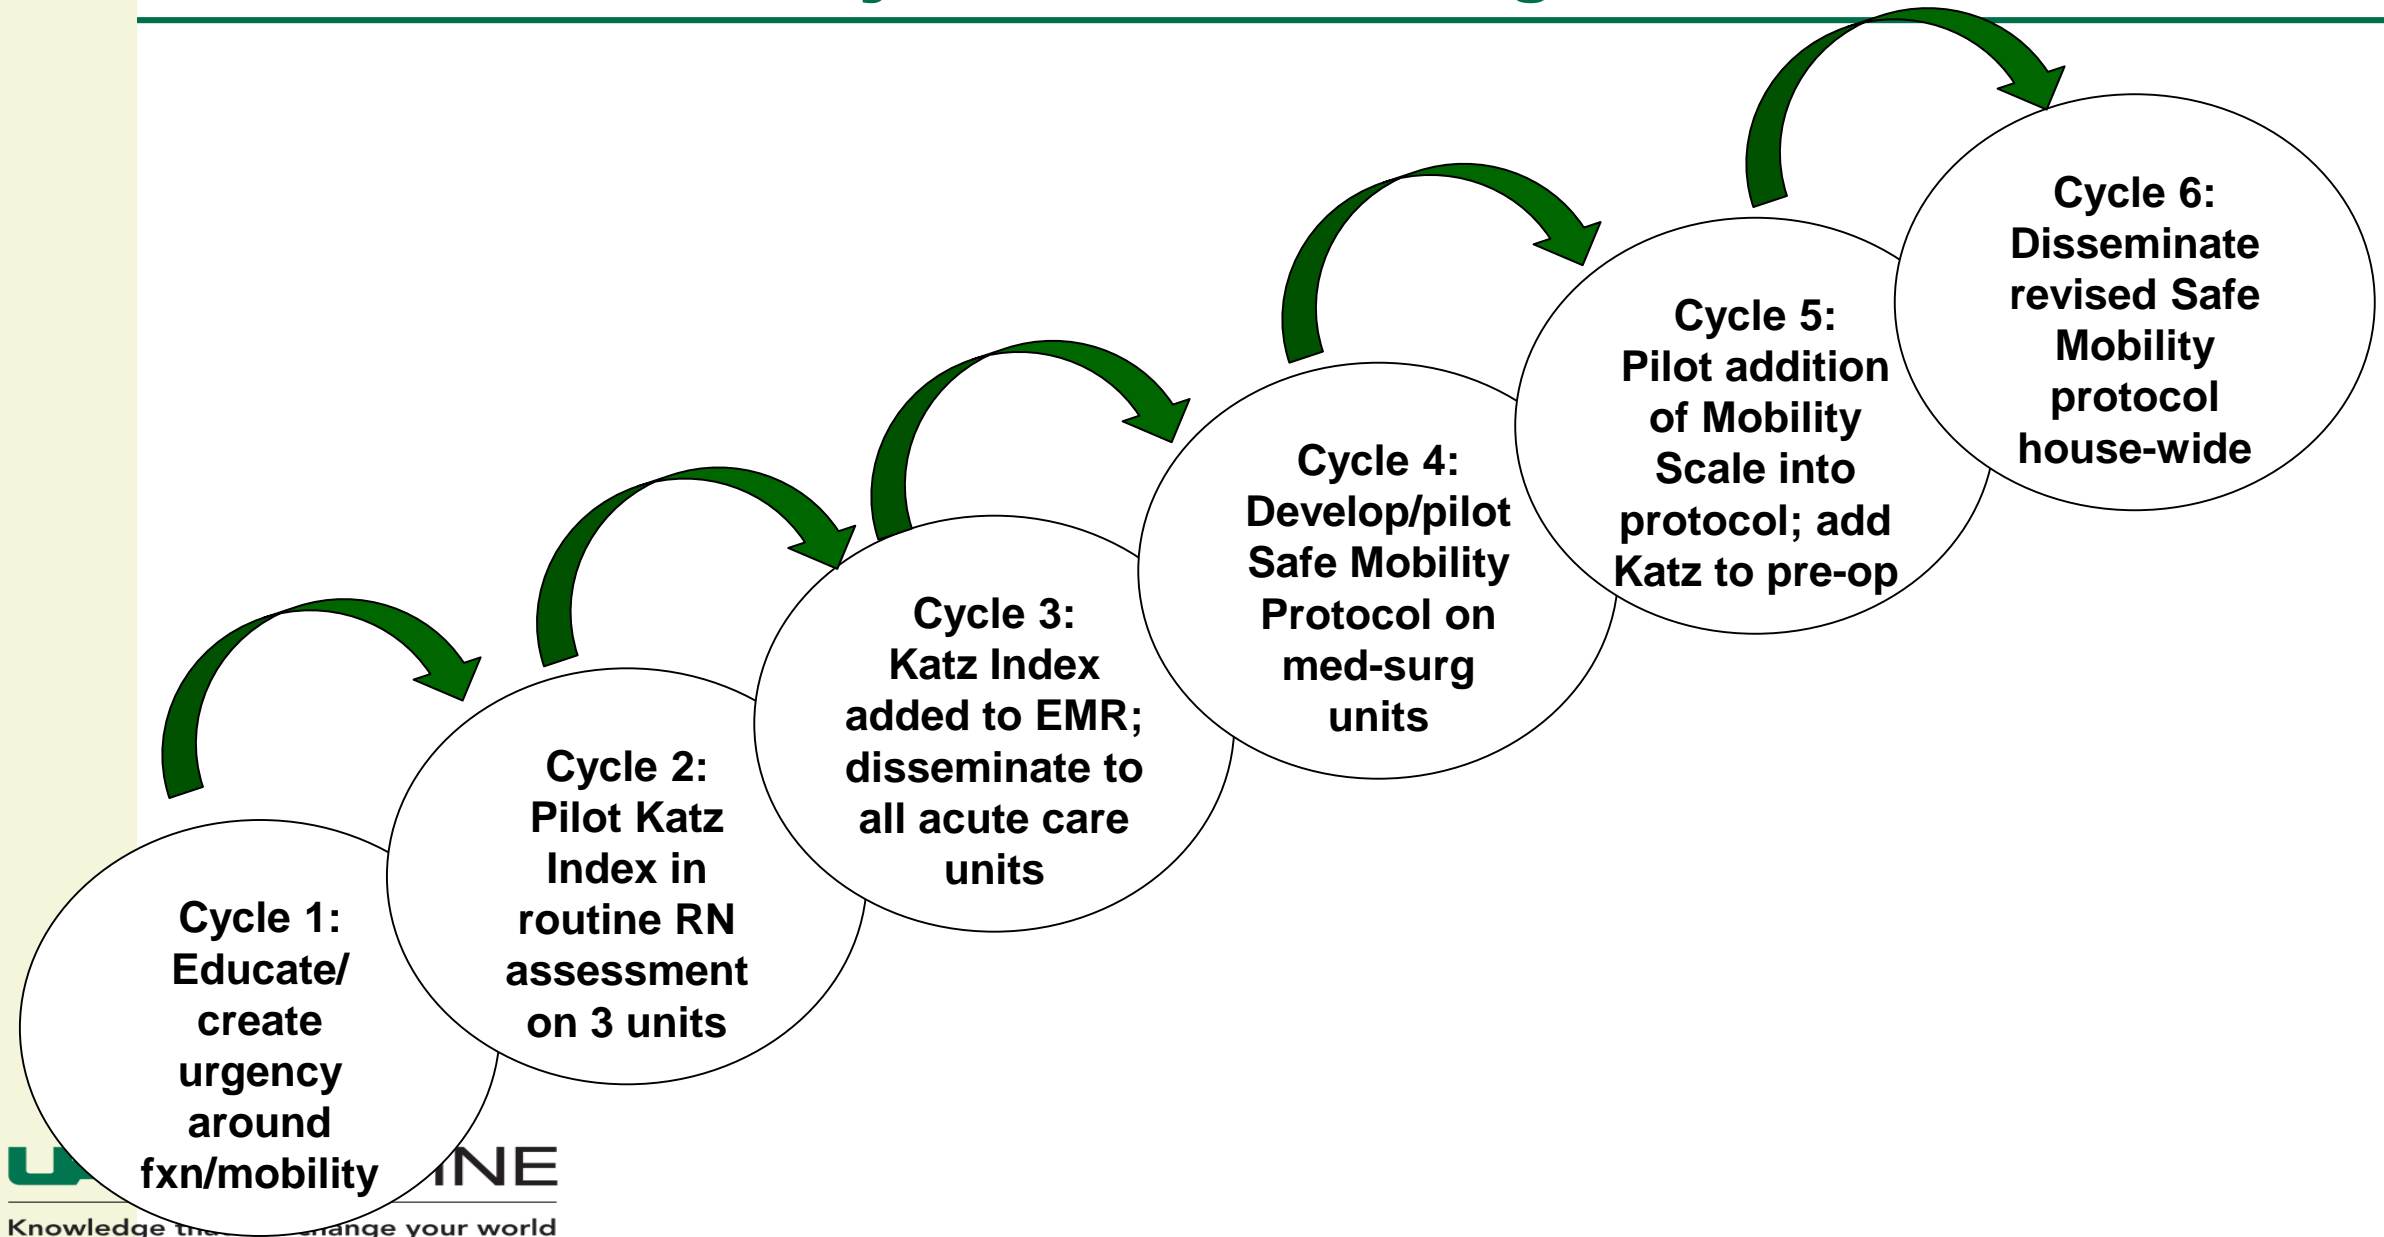 Cycle 1:
Educate/
create
urgency
around
fxn/mobility
Cycle 2:
Pilot Katz
Index in
routine RN
assessment
on 3 units
Cycle 3:
Katz Index
added to EMR;
disseminate to
all acute care
units
Cycle 4:
Develop/pilot
Safe Mobility
Protocol on
med-surg
units
Cycle 5:
Pilot addition
of Mobility
Scale into
protocol; add
Katz to pre-op
Cycle 6:
Disseminate
revised Safe
Mobility
protocol
house-wide
Knowledge your world